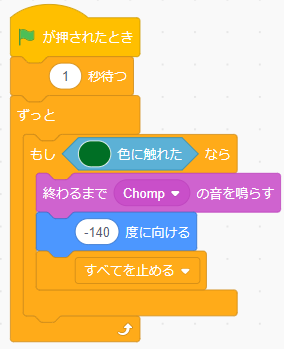 が押されたとき
1 秒待つ
ずっと
もし 色に触れた なら
終わるまで Chomp の音を鳴らす
-140 度に向ける
すべてを止める